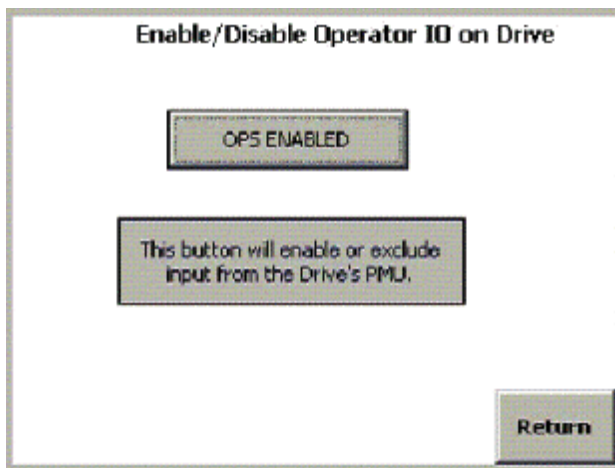 Enable/Disable Operator IO on Drive
OPS ENABLED
This button will enable or exclude
input from the Drive's PMU.
Return